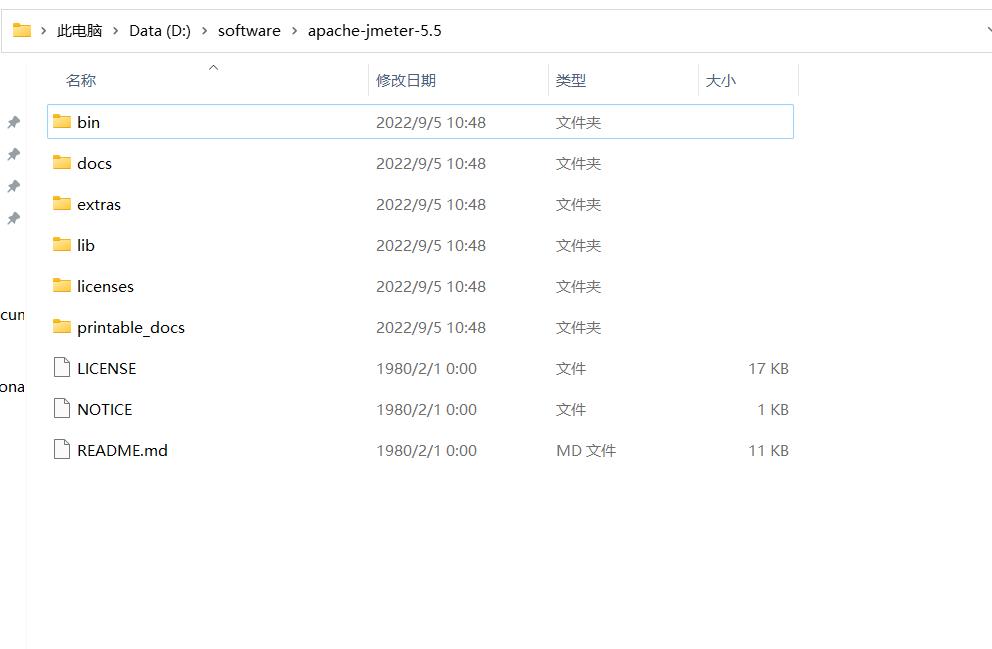 此电脑 > Data (D:) > software > apache-jmeter-5.5
名称 修改日期 类型 大小
bin 2022/9/5 10:48 文件夹
docs 2022/9/5 10:48 文件夹
extras 2022/9/5 10:48 文件夹
lib 2022/9/5 10:48 文件夹
licenses 2022/9/5 10:48 文件夹
printable_docs 2022/9/5 10:48 文件夹
LICENSE 1980/2/1 0:00 文件 17 KB
NOTICE 1980/2/1 0:00 文件 1 KB
README.md 1980/2/1 0:00 MD 文件 11 KB